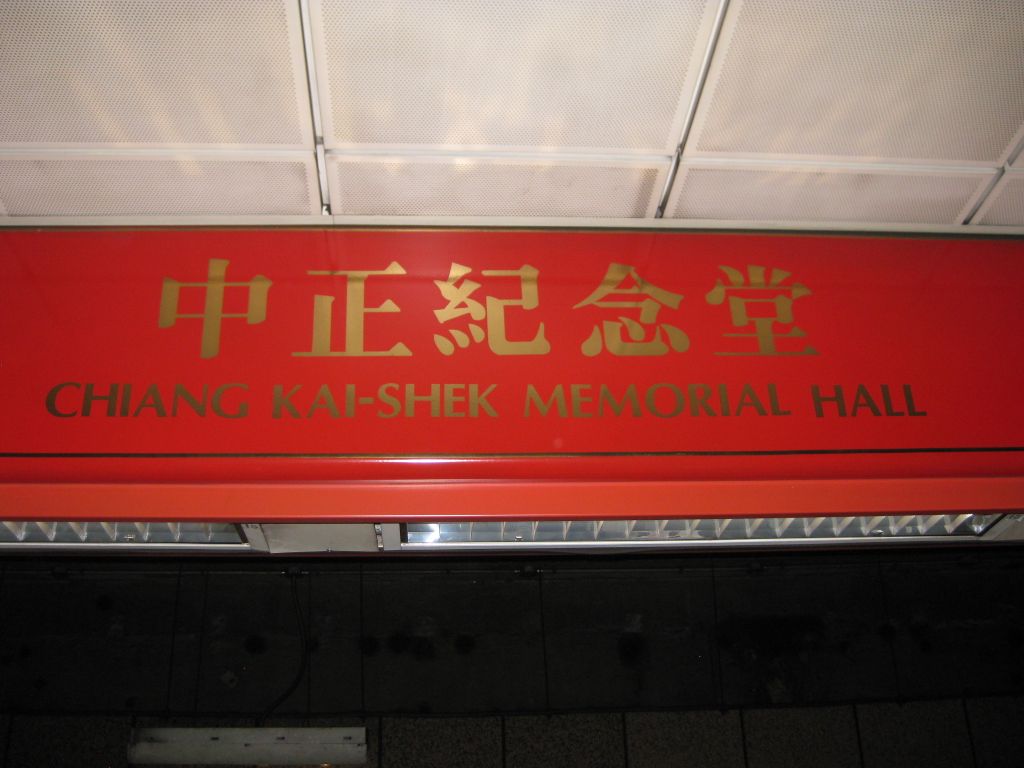 中正紀念堂
CHIANG KAI-SHEK MEMORIAL HALL